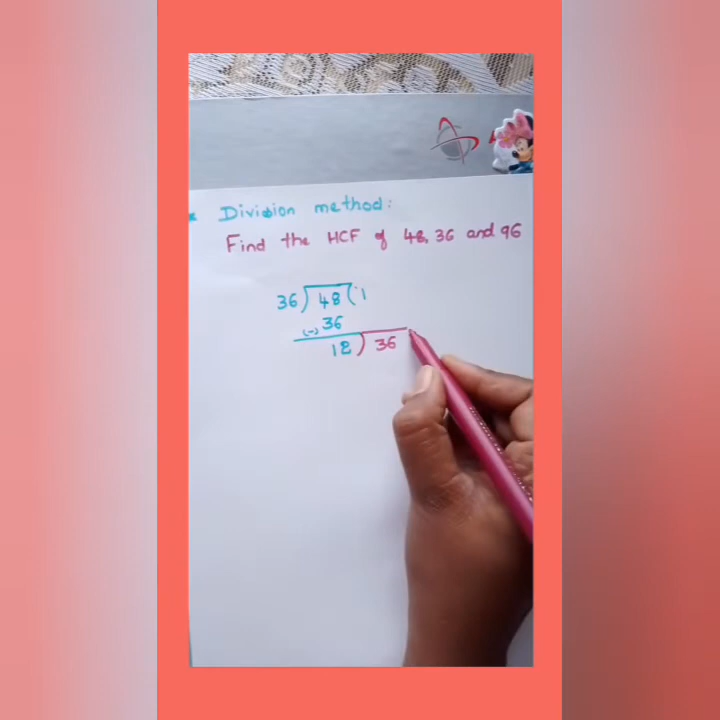 Division method:
Find the HCF of 48, 36 and 96
36 ) 48 ( 1
(-) 36
12 ) 36